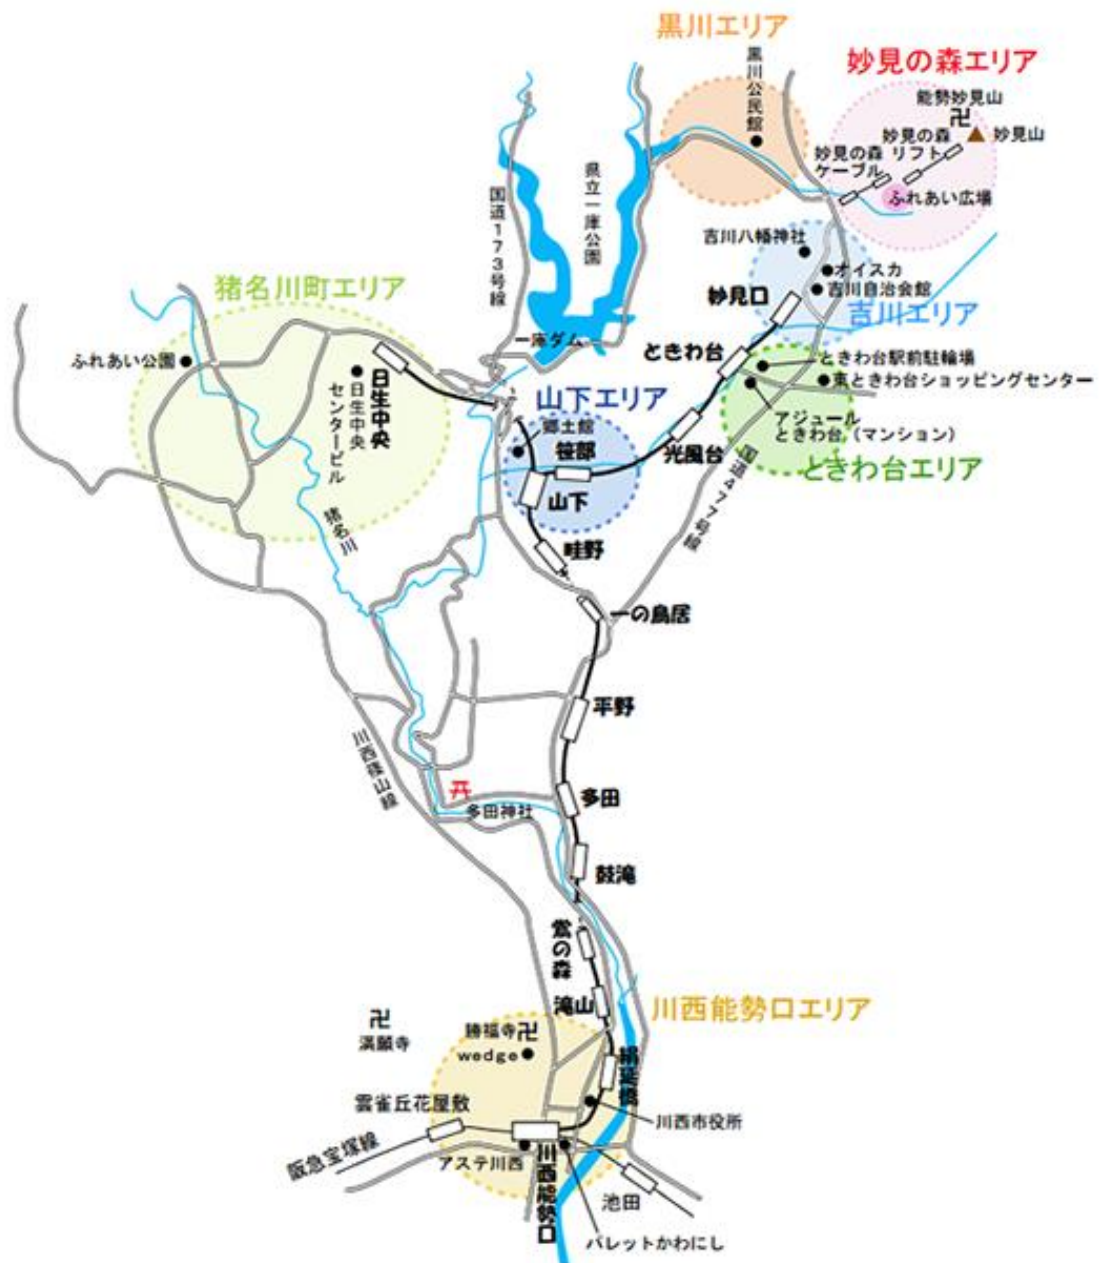 黒川エリア
黒川公民館
妙見の森エリア
能勢妙見山
妙見の森
リフト
妙見山
妙見の森
ケーブル
ふれあい広場
国道173号線
県立一庫公園
吉川八幡神社
オイスカ
吉川自治会館
妙見口
吉川エリア
猪名川町エリア
ふれあい公園
日生中央
日生中央
センタービル
猪名川
一庫ダム
ときわ台
ときわ台駅前駐輪場
東ときわ台ショッピングセンター
アジュール
ときわ台（マンション）
ときわ台エリア
山下エリア
郷土館
笹部
光風台
山下
国道477号線
畦野
一の鳥居
平野
川西篠山線
多田神社
多田
鼓滝
鶯の森
滝山
川西能勢口エリア
満願寺
勝福寺
wedge
絹延橋
雲雀丘花屋敷
川西市役所
阪急宝塚線
アステ川西
川西能勢口
池田
パレットかわにし